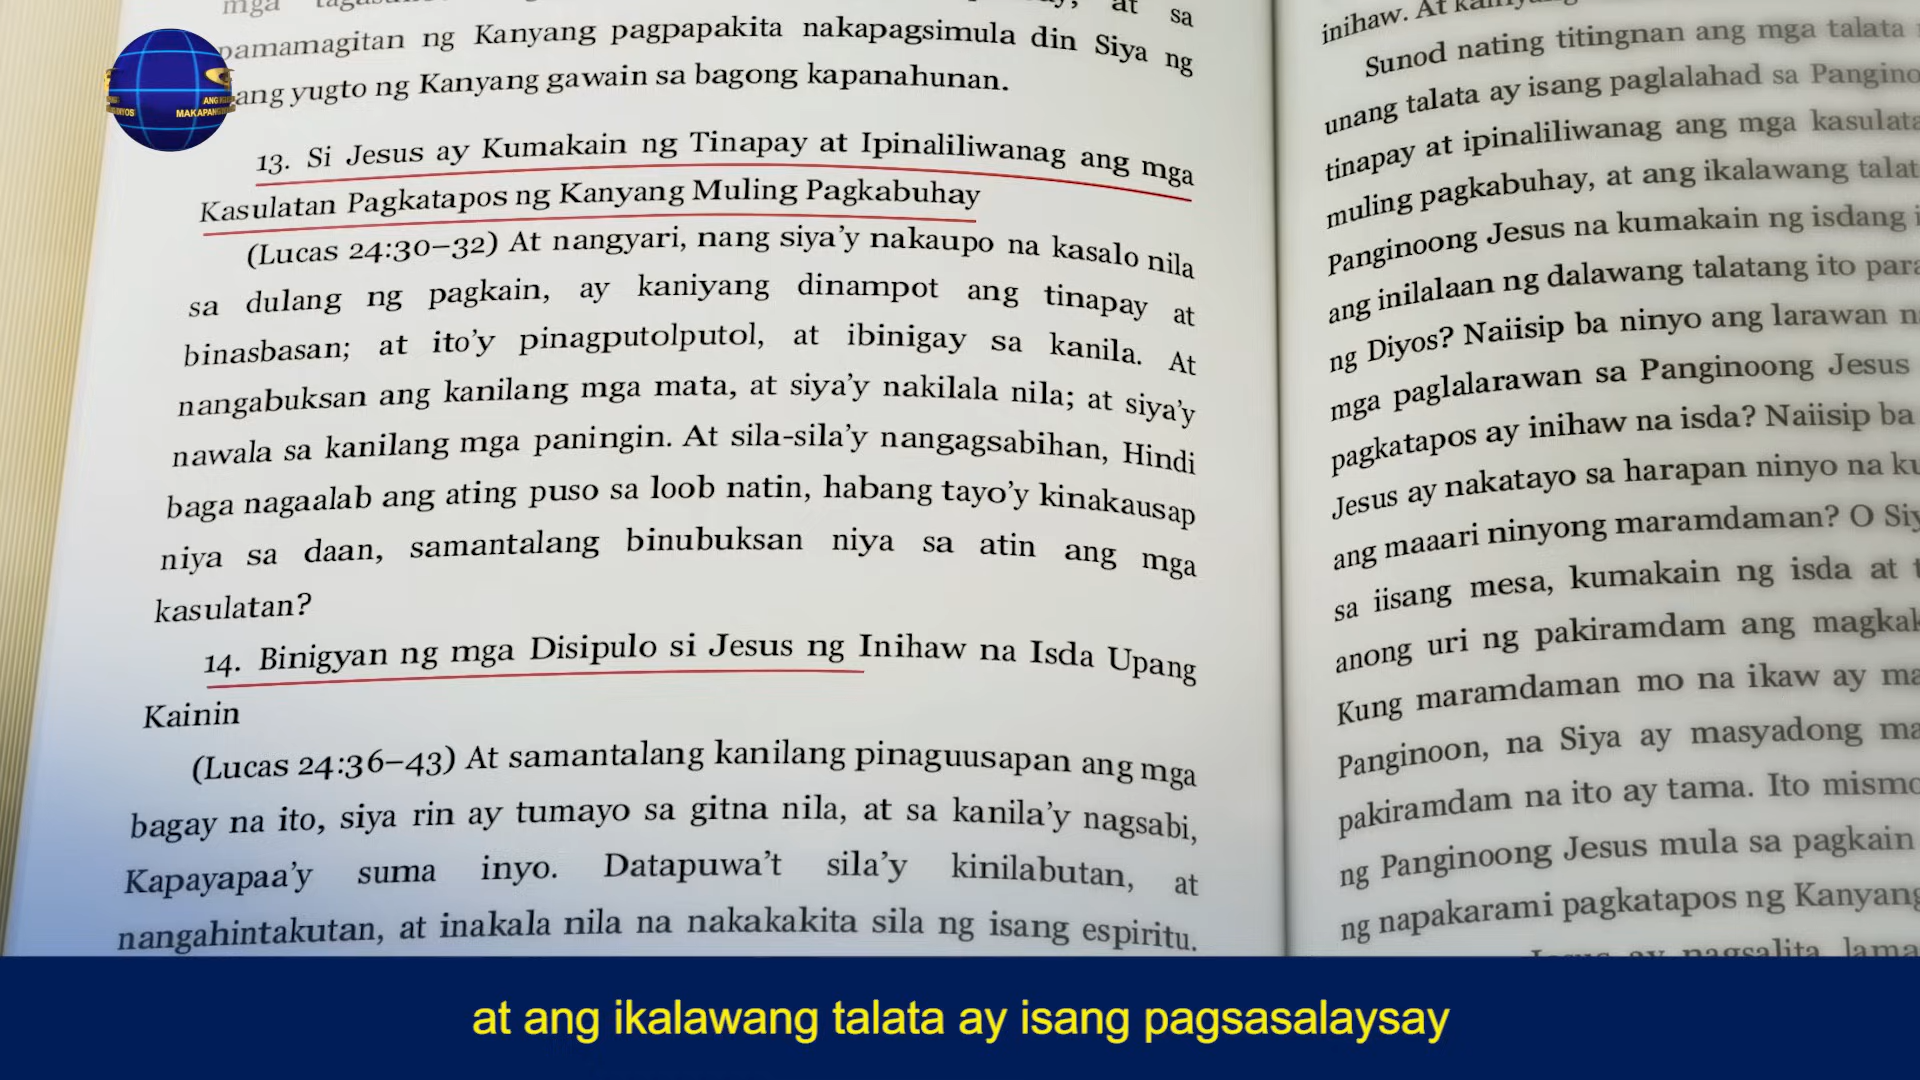 mga
at sa
pamamagitan ng Kanyang pagpapakita nakapagsimula din Siya ng
ang yugto ng Kanyang gawain sa bagong kapanahunan.
13. Si Jesus ay Kumakain ng Tinapay at Ipinaliliwanag ang mga
Kasulatan Pagkatapos ng Kanyang Muling Pagkabuhay
(Lucas 24:30–32) At nangyari, nang siya’y nakaupo na kasalo nila
sa dulang ng pagkain, ay kaniyang dinampot ang tinapay at
binasbasan; at ito’y pinagputolputol, at ibinigay sa kanila. At
nangabuksan ang kanilang mga mata, at siya’y nakilala nila; at siya’y
nawala sa kanilang mga paningin. At sila-sila’y nangagsabihan, Hindi
baga nagaalab ang ating puso sa loob natin, habang tayo’y kinakausap
niya sa daan, samantalang binubuksan niya sa atin ang mga
kasulatan?
14. Binigyan ng mga Disipulo si Jesus ng Inihaw na Isda Upang
Kainin
(Lucas 24:36–43) At samantalang kanilang pinaguusapan ang mga
bagay na ito, siya rin ay tumayo sa gitna nila, at sa kanila’y nagsabi,
Kapayapaa’y suma inyo. Datapuwa’t sila’y kinilabutan, at
nangahintakutan, at inakala nila na nakakakita sila ng isang espiritu.
inihaw. At
Sunod nating titingnan ang mga talata
unang talata ay isang paglalahad sa
tinapay at ipinaliliwanag ang mga
muling pagkabuhay, at ang ikalawang
Panginoong Jesus na kumakain ng isdang
ang inilalaan ng dalawang talatang ito
ng Diyos? Naiisip ba ninyo ang larawan
mga paglalarawan sa Panginoong Jesus
pagkatapos ay inihaw na isda? Naiisip ba
Jesus ay nakatayo sa harapan ninyo na
ang maaari ninyong maramdaman? O
sa iisang mesa, kumakain ng isda at
anong uri ng pakiramdam ang
Kung maramdaman mo na ikaw ay
Panginoon, na Siya ay masyadong
pakiramdam na ito ay tama. Ito mismo
ng Panginoong Jesus mula sa pagkain
ng napakarami pagkatapos ng Kanyang
ay nagsalita
at ang ikalawang talata ay isang pagsasalaysay